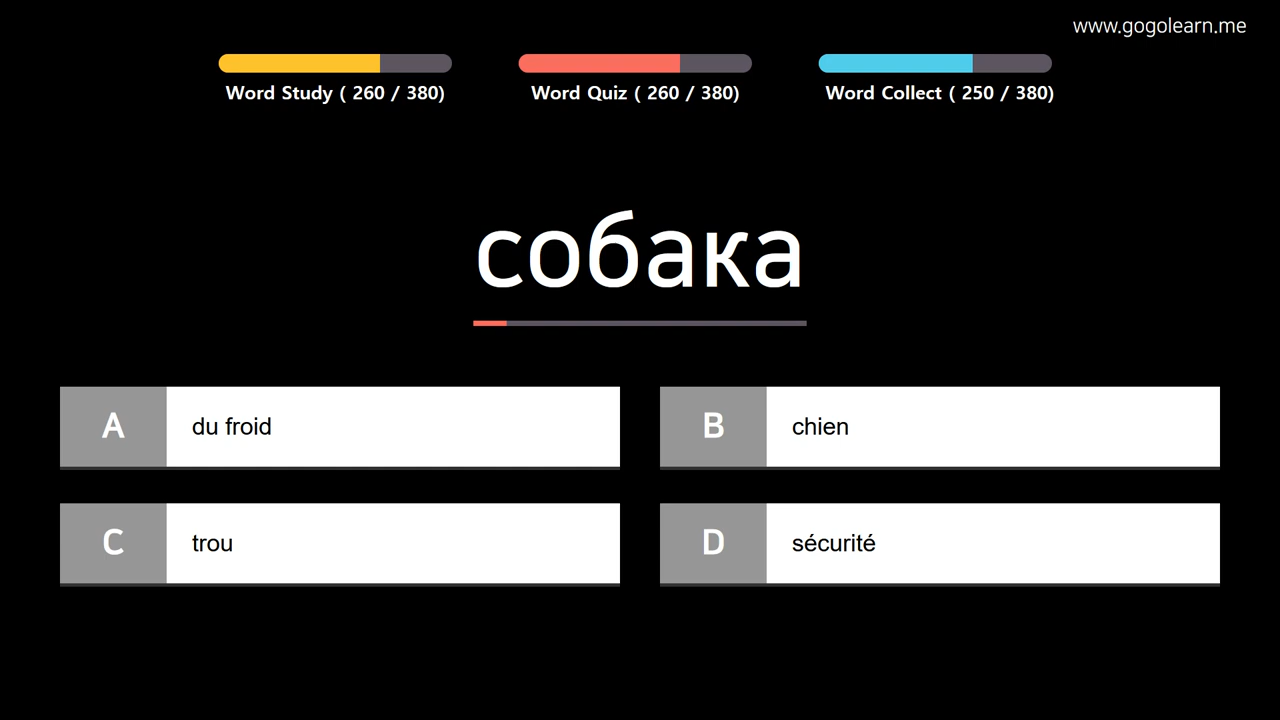 www.gogolearn.me
Word Study ( 260 / 380)
Word Quiz ( 260 / 380)
Word Collect ( 250 / 380)
собака
A du froid
B chien
C trou
D sécurité